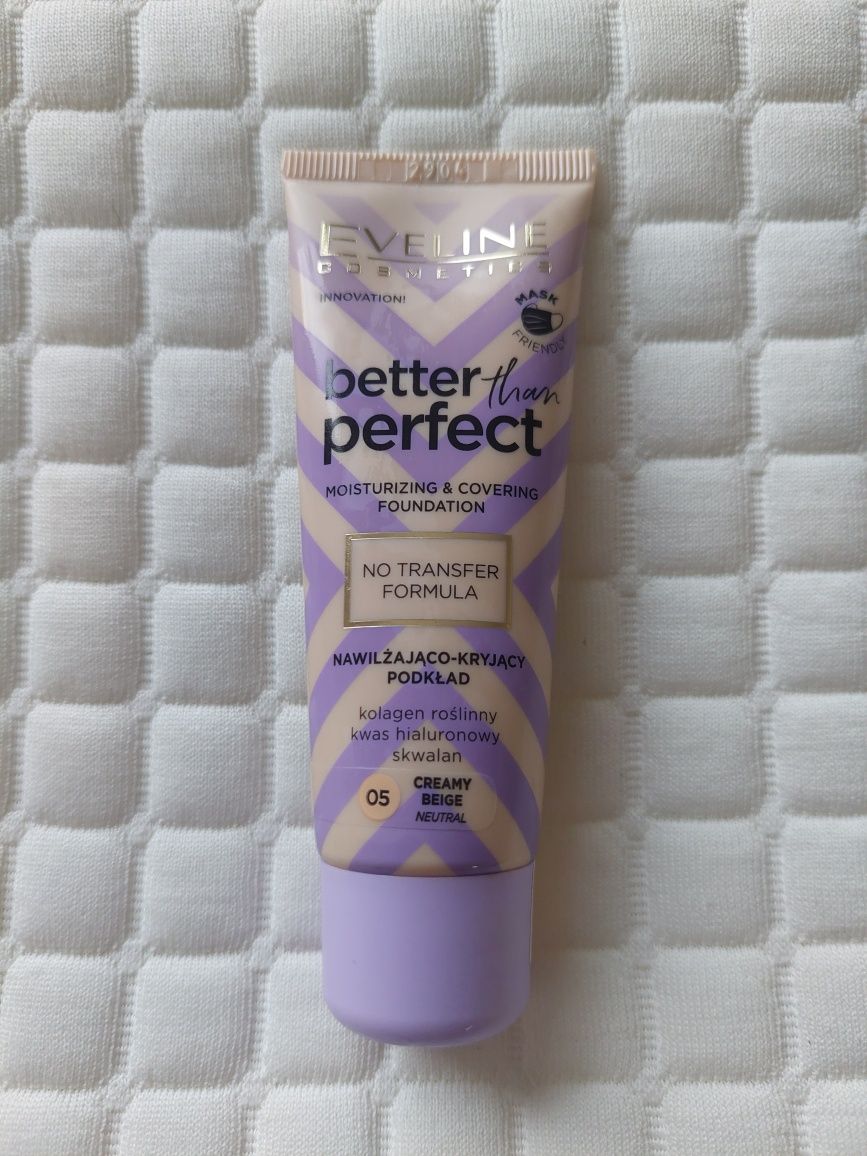 2904
EVELINE
COSMETICS
INNOVATION!
MASK
FRIENDLY
better than
perfect
MOISTURIZING & COVERING
FOUNDATION
NO TRANSFER
FORMULA
NAWILŻAJĄCO-KRYJĄCY
PODKŁAD
kolagen roślinny
kwas hialuronowy
skwalan
05
CREAMY
BEIGE
NEUTRAL